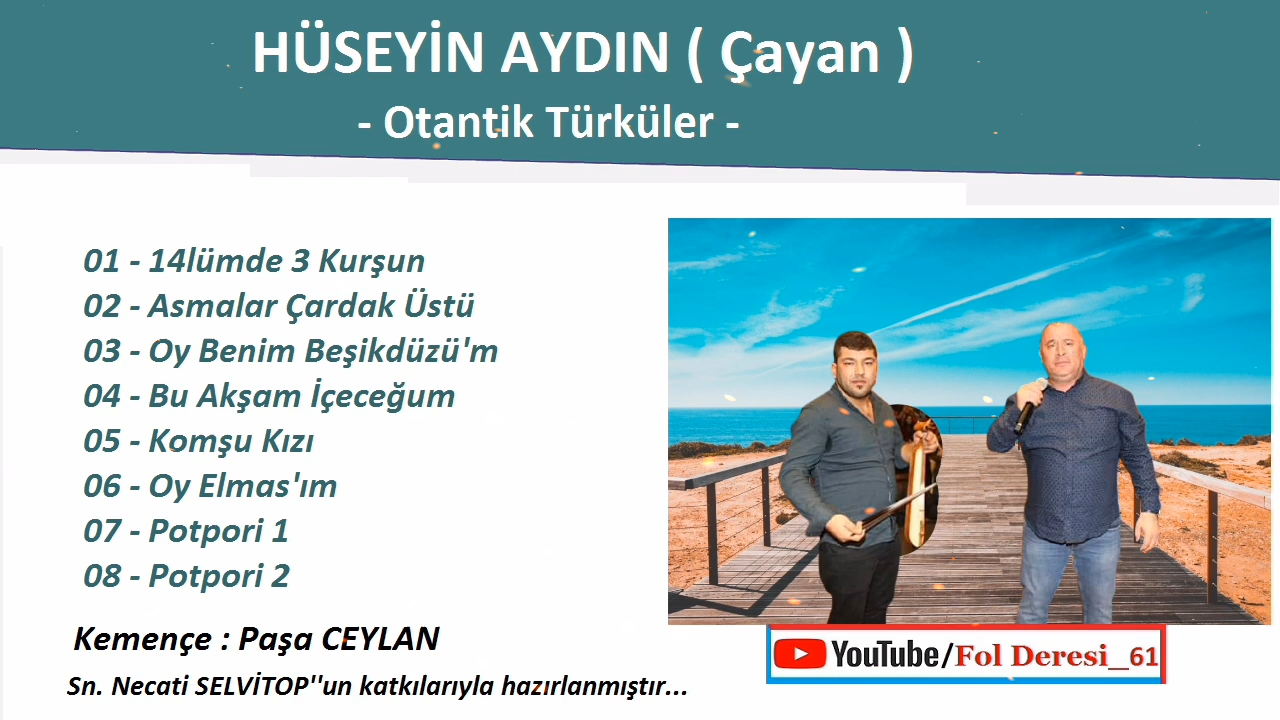 HÜSEYİN AYDIN ( Çayan )
- Otantik Türküler -
01 - 14lümde 3 Kurşun
02 - Asmalar Çardak Üstü
03 - Oy Benim Beşikdüzü'm
04 - Bu Akşam İçeceğum
05 - Komşu Kızı
06 - Oy Elmas'ım
07 - Potpori 1
08 - Potpori 2
Kemençe : Paşa CEYLAN
Sn. Necati SELVİTOP''un katkılarıyla hazırlanmıştır...
YouTube/Fol Deresi_61